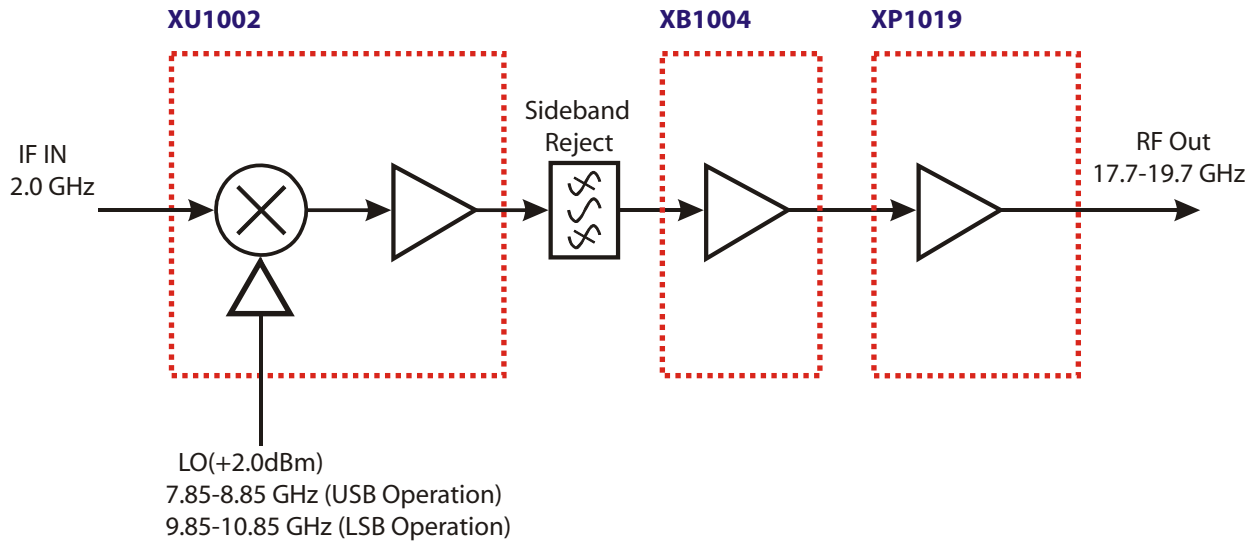 XU1002
XB1004
XP1019
Sideband
Reject
IF IN
2.0 GHz
RF Out
17.7-19.7 GHz
LO(+2.0dBm)
7.85-8.85 GHz (USB Operation)
9.85-10.85 GHz (LSB Operation)